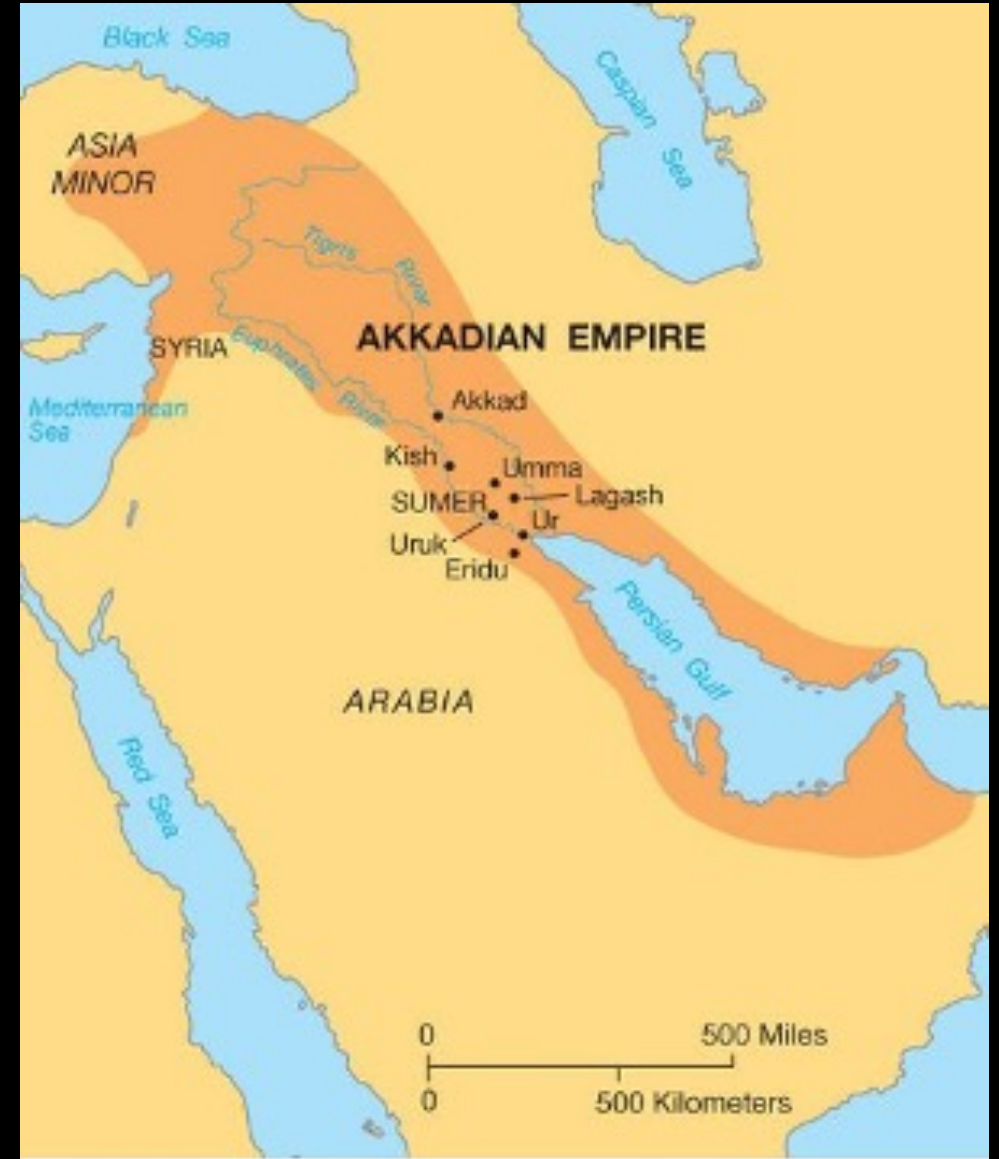 Black Sea
Caspian
Sea
ASIA
MINOR
Tigris
River
AKKADIAN EMPIRE
SYRIA
Euphrates
River
Mediterranean
Sea
Akkad
Kish
Umma
SUMER
Lagash
Ur
Uruk
Eridu
Persian Gulf
ARABIA
Red Sea
0 500 Miles
0 500 Kilometers